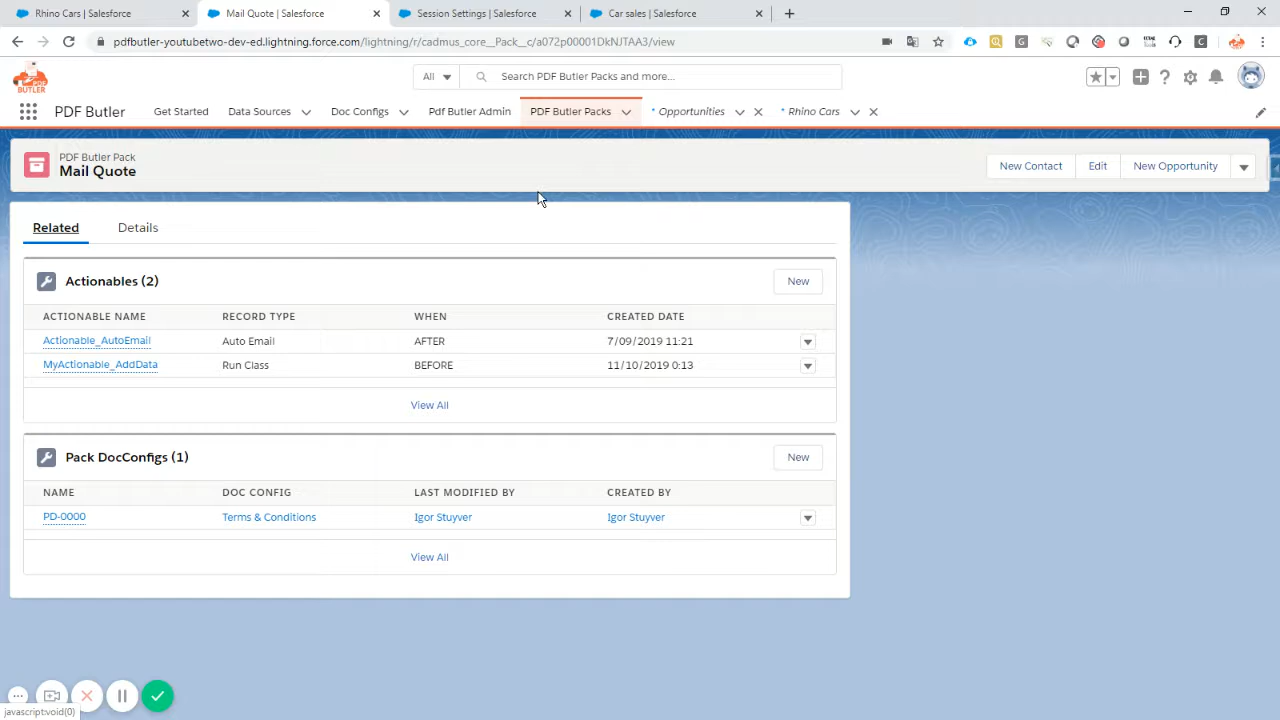 Rhino Cars | Salesforce
Mail Quote | Salesforce
Session Settings | Salesforce
Car sales | Salesforce
pdfbutler-youtubetwo-dev-ed.lightning.force.com/lightning/r/cadmus_core__Pack__c/a072p00001DkNJTAA3/view
PDF BUTLER
All
Search PDF Butler Packs and more...
PDF Butler
Get Started
Data Sources
Doc Configs
Pdf Butler Admin
PDF Butler Packs
* Opportunities
* Rhino Cars
PDF Butler Pack
Mail Quote
New Contact
Edit
New Opportunity
Related
Details
Actionables (2)
New
ACTIONABLE NAME RECORD TYPE WHEN CREATED DATE
Actionable_AutoEmail Auto Email AFTER 7/09/2019 11:21
MyActionable_AddData Run Class BEFORE 11/10/2019 0:13
View All
Pack DocConfigs (1)
New
NAME DOC CONFIG LAST MODIFIED BY CREATED BY
PD-0000 Terms & Conditions Igor Stuyver Igor Stuyver
View All
javascript:void(0)